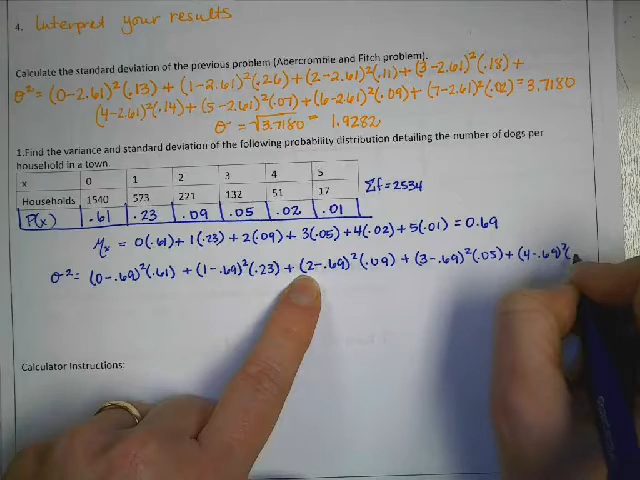 4. Interpret your results
Calculate the standard deviation of the previous problem (Abercrombie and Fitch problem).
σ² = (0-2.61)²(.13) + (1-2.61)²(.26) + (2-2.61)²(.11) + (3-2.61)²(.18) +
(4-2.61)²(.14) + (5-2.61)²(.07) + (6-2.61)²(.09) + (7-2.61)²(.02) = 3.7180
σ = √3.7180 = 1.9282
1.Find the variance and standard deviation of the following probability distribution detailing the number of dogs per
household in a town.
x 0 1 2 3 4 5
Households 1540 573 221 132 51 17 Σf = 2534
P(x) .61 .23 .09 .05 .02 .01
μx = 0(.61) + 1(.23) + 2(.09) + 3(.05) + 4(.02) + 5(.01) = 0.69
σ² = (0-.69)²(.61) + (1-.69)²(.23) + (2-.69)²(.09) + (3-.69)²(.05) + (4-.69)²(
Calculator Instructions: